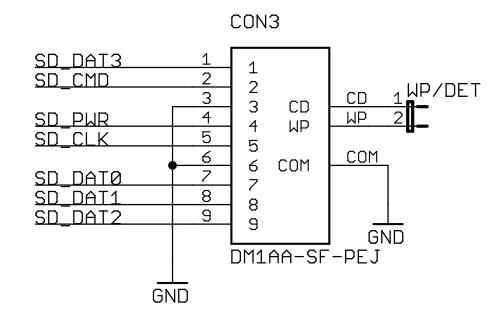 CON3
SD_DAT3 1 1
SD_CMD 2 2
3 3 CD CD 1 WP/DET
SD_PWR 4 4 WP WP 2
SD_CLK 5 5
6 6 COM COM
SD_DAT0 7 7
SD_DAT1 8 8
SD_DAT2 9 9
GND
DM1AA-SF-PEJ
GND